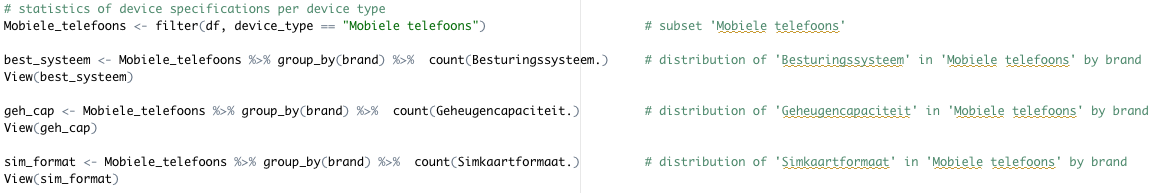 # statistics of device specifications per device type
Mobiele_telefoons <- filter(df, device_type == "Mobiele telefoons") # subset 'Mobiele telefoons'
best_systeem <- Mobiele_telefoons %>% group_by(brand) %>% count(Besturingssysteem.) # distribution of 'Besturingssysteem' in 'Mobiele telefoons' by brand
View(best_systeem)
geh_cap <- Mobiele_telefoons %>% group_by(brand) %>% count(Geheugencapaciteit.) # distribution of 'Geheugencapaciteit' in 'Mobiele telefoons' by brand
View(geh_cap)
sim_format <- Mobiele_telefoons %>% group_by(brand) %>% count(Simkaartformaat.) # distribution of 'Simkaartformaat' in 'Mobiele telefoons' by brand
View(sim_format)